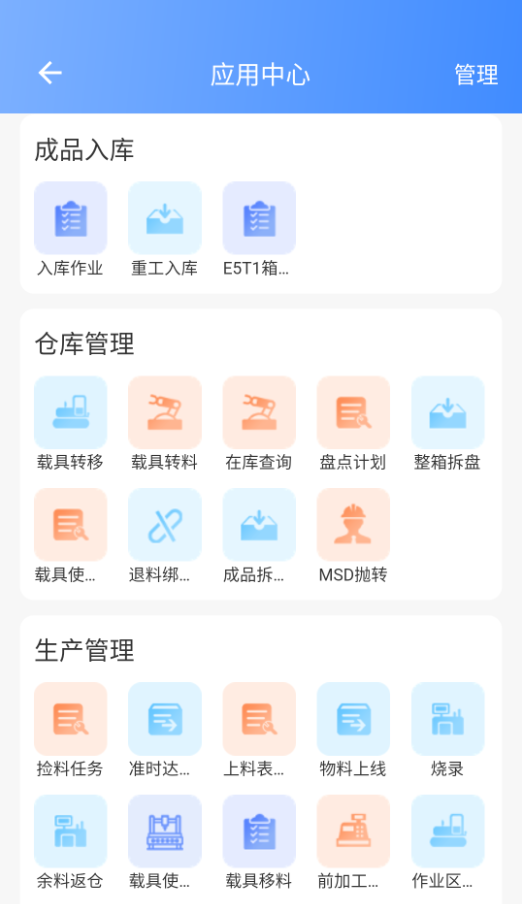 应用中心
管理
成品入库
入库作业
重工入库
E5T1箱...
仓库管理
载具转移
载具转料
在库查询
盘点计划
整箱拆盘
载具使...
退料绑...
成品拆...
MSD抛转
生产管理
捡料任务
准时达...
上料表...
物料上线
烧录
余料返仓
载具使...
载具移料
前加工...
作业区...